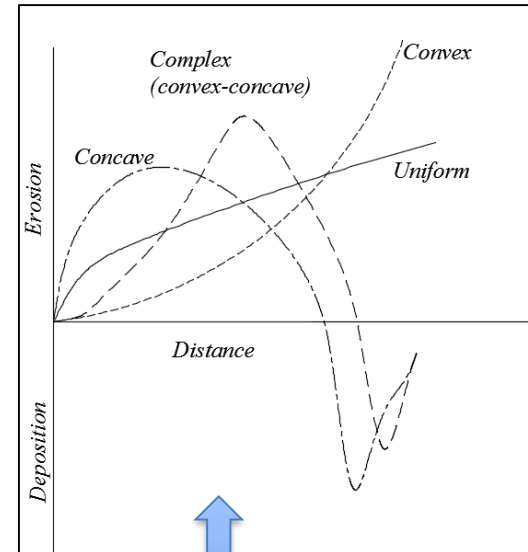 Convex
Complex
(convex-concave)
Concave
Uniform
Erosion
Distance
Deposition